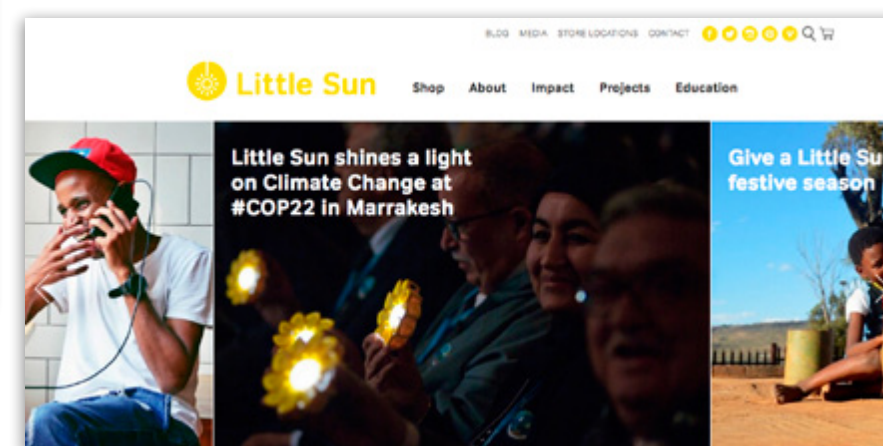 BLOG MEDIA STORE LOCATIONS CONTACT
Little Sun
Shop About Impact Projects Education
Little Sun shines a light
on Climate Change at
#COP22 in Marrakesh
Give a Little Su
festive season